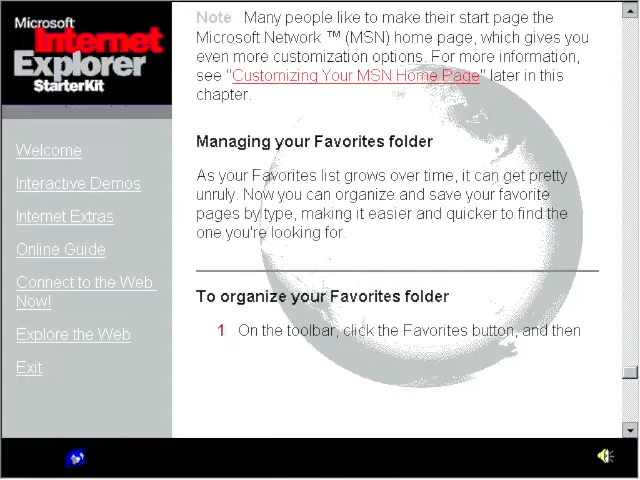 Microsoft
Internet
Explorer
StarterKit
Welcome
Interactive Demos
Internet Extras
Online Guide
Connect to the Web
Now!
Explore the Web
Exit
Note Many people like to make their start page the
Microsoft Network ™ (MSN) home page, which gives you
even more customization options. For more information,
see "Customizing Your MSN Home Page" later in this
chapter.
Managing your Favorites folder
As your Favorites list grows over time, it can get pretty
unruly. Now you can organize and save your favorite
pages by type, making it easier and quicker to find the
one you're looking for.
To organize your Favorites folder
1 On the toolbar, click the Favorites button, and then